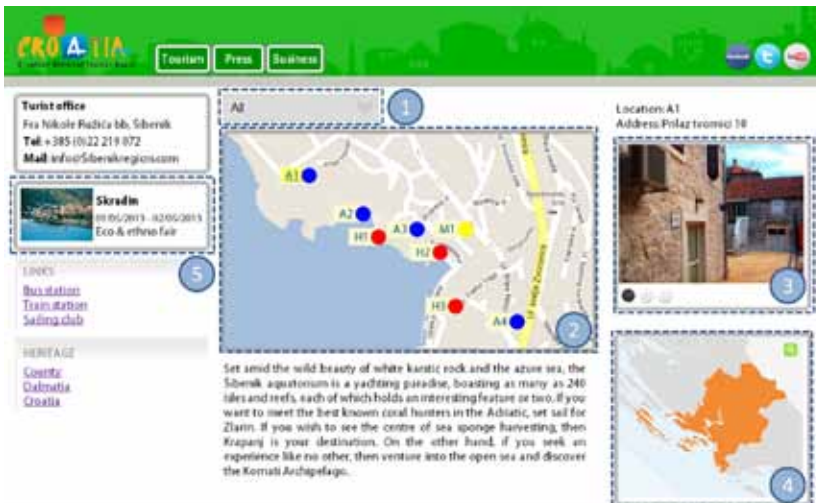 CROATIA
Tourism
Press
Business
Turist office
Fra Nikole Ružića bb, Šibenik
Tel: +385 (0)22 219 072
Mail: info@Sibenikregions.com
Skradin
01/05/2013 - 02/05/2013
Eco & ethno fair
5
LINKS
Bus station
Train station
Sailing club
HERITAGE
County
Dalmatia
Croatia
All
1
A1
A2
A3
M1
H1
H2
H3
A4
2
Set amid the wild beauty of white karstic rock and the azure sea, the
Šibenik aquatorium is a yachting paradise, boasting as many as 240
isles and reefs, each of which holds an interesting feature or two. If you
want to meet the best known coral hunters in the Adriatic, set sail for
Zlarin. If you wish to see the centre of sea sponge harvesting, then
Krapanj is your destination. On the other hand, if you seek an
experience like no other, then venture into the open sea and discover
the Kornati Archipelago.
Location: A1
Address: Prilaz tvornici 39
3
4